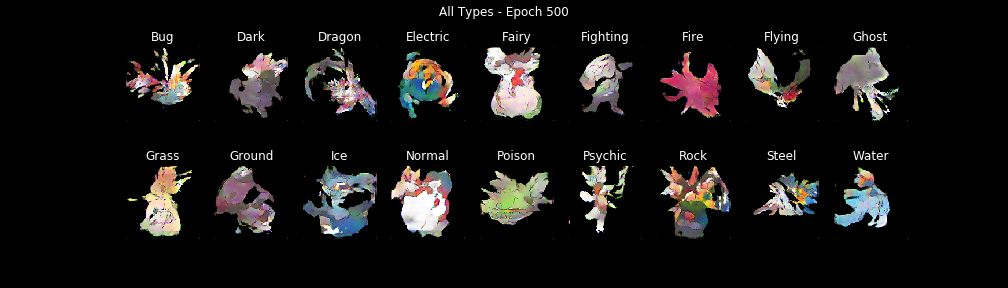 All Types - Epoch 500
Bug Dark Dragon Electric Fairy Fighting Fire Flying Ghost
Grass Ground Ice Normal Poison Psychic Rock Steel Water